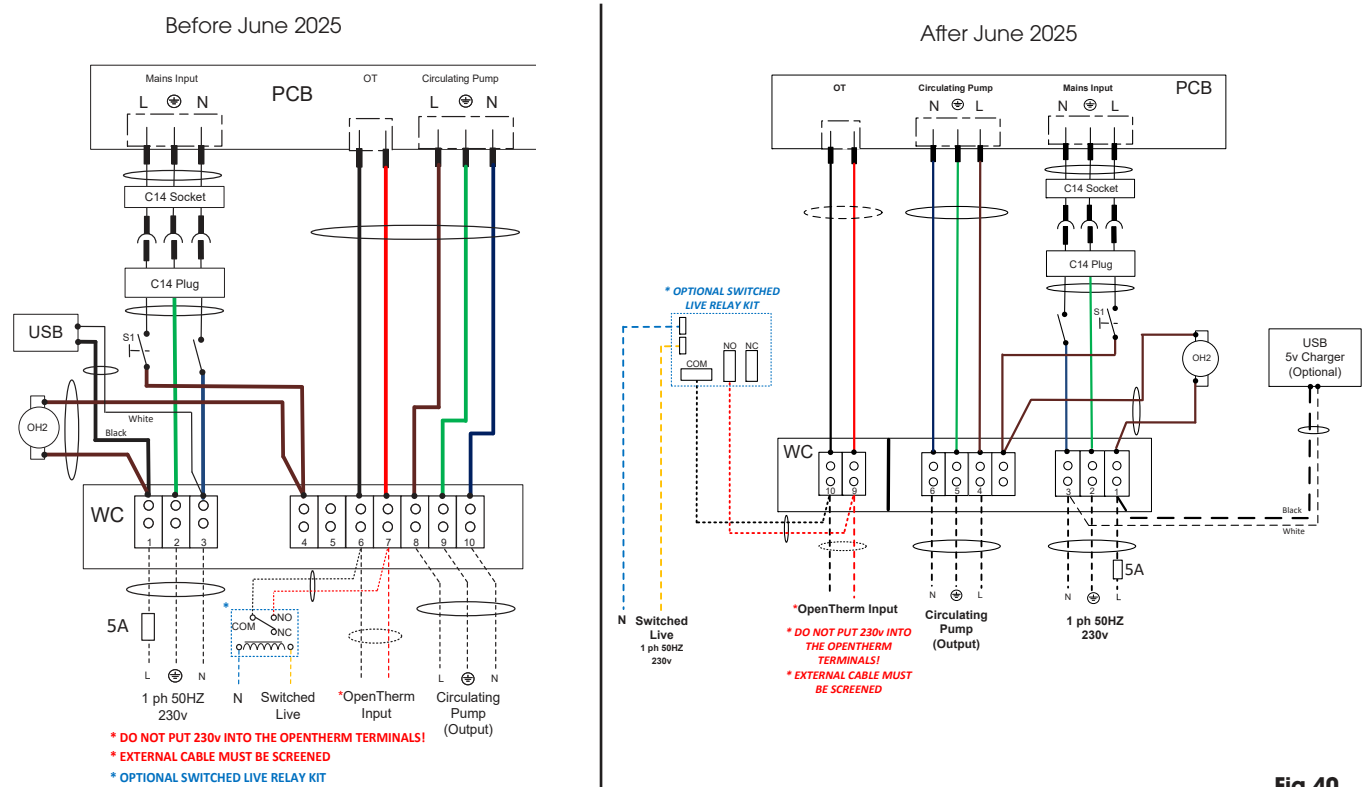 Before June 2025
PCB
Mains Input
OT
Circulating Pump
L N
L N
C14 Socket
C14 Plug
USB
S1
OH2
White
Black
WC
1 2 3
4 5 6 7 8 9 10
5A
COM
NO
NC
*
L N
1 ph 50HZ
230v
N Switched
Live
*OpenTherm
Input
L N
Circulating
Pump
(Output)
* DO NOT PUT 230v INTO THE OPENTHERM TERMINALS!
* EXTERNAL CABLE MUST BE SCREENED
* OPTIONAL SWITCHED LIVE RELAY KIT
After June 2025
PCB
OT
Circulating Pump
Mains Input
N L
N L
C14 Socket
C14 Plug
S1
OH2
USB
5v Charger
(Optional)
* OPTIONAL SWITCHED
LIVE RELAY KIT
COM
NO NC
WC
10 9
6 5 4
3 2 1
Black
White
5A
N Switched
Live
1 ph 50HZ
230v
*OpenTherm Input
* DO NOT PUT 230v INTO
THE OPENTHERM
TERMINALS!
* EXTERNAL CABLE MUST
BE SCREENED
N L
Circulating
Pump
(Output)
N L
1 ph 50HZ
230v
Fig 40